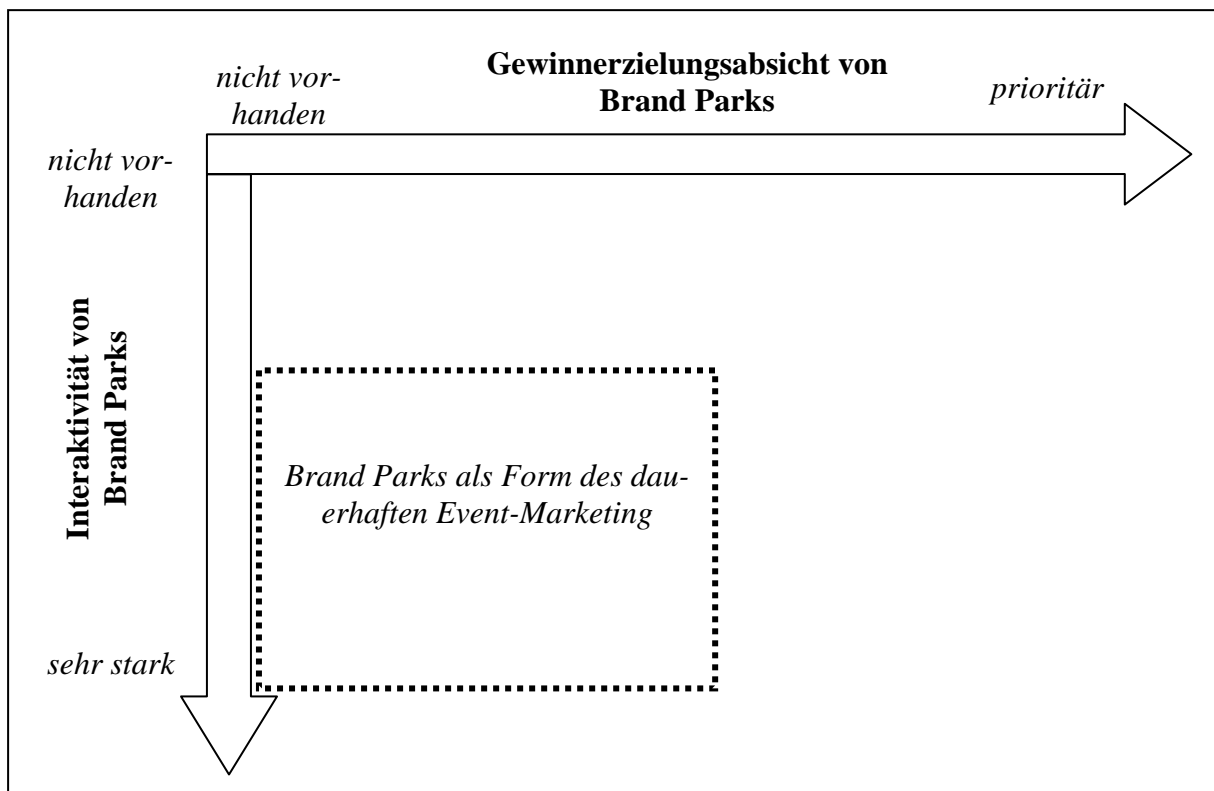 nicht vor-
handen
Gewinnerzielungsabsicht von
Brand Parks
prioritär
nicht vor-
handen
Interaktivität von
Brand Parks
Brand Parks als Form des dau-
erhaften Event-Marketing
sehr stark